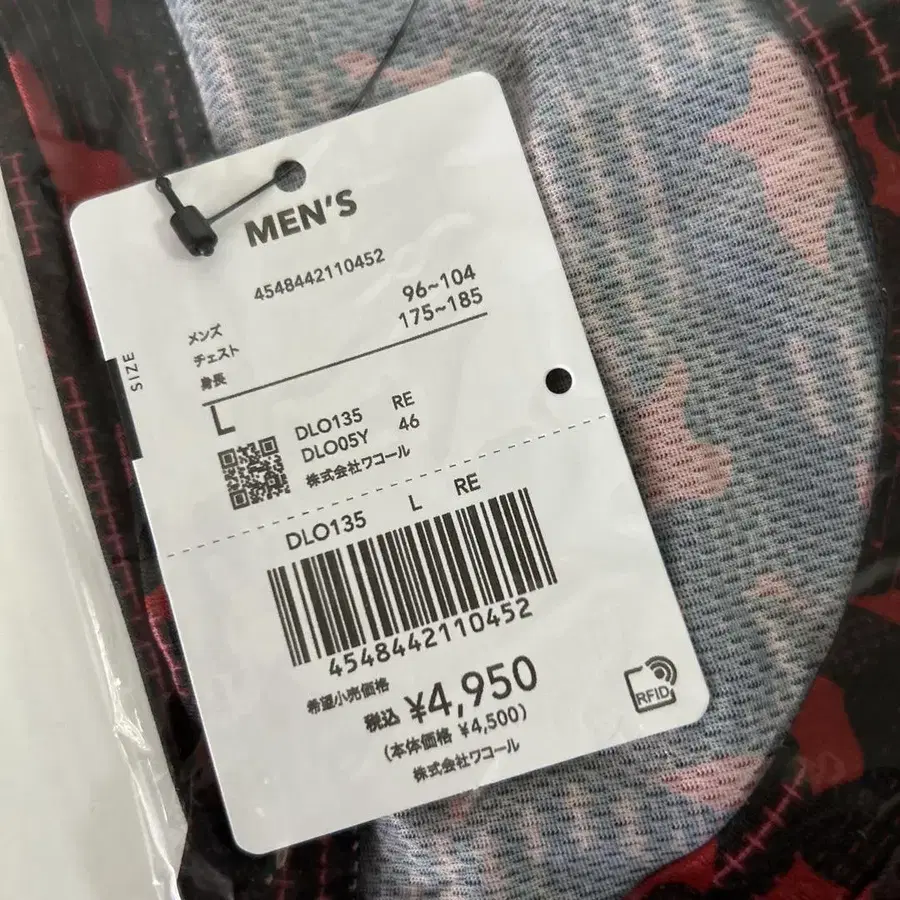 MEN'S
4548442110452
SIZE
メンズ
チェスト 96~104
身長 175~185
L
DLO135 RE
DLO05Y 46
株式会社ワコール
DLO135 L RE
4548442110452
希望小売価格
税込 ¥4,950
(本体価格 ¥4,500)
株式会社ワコール
RFID